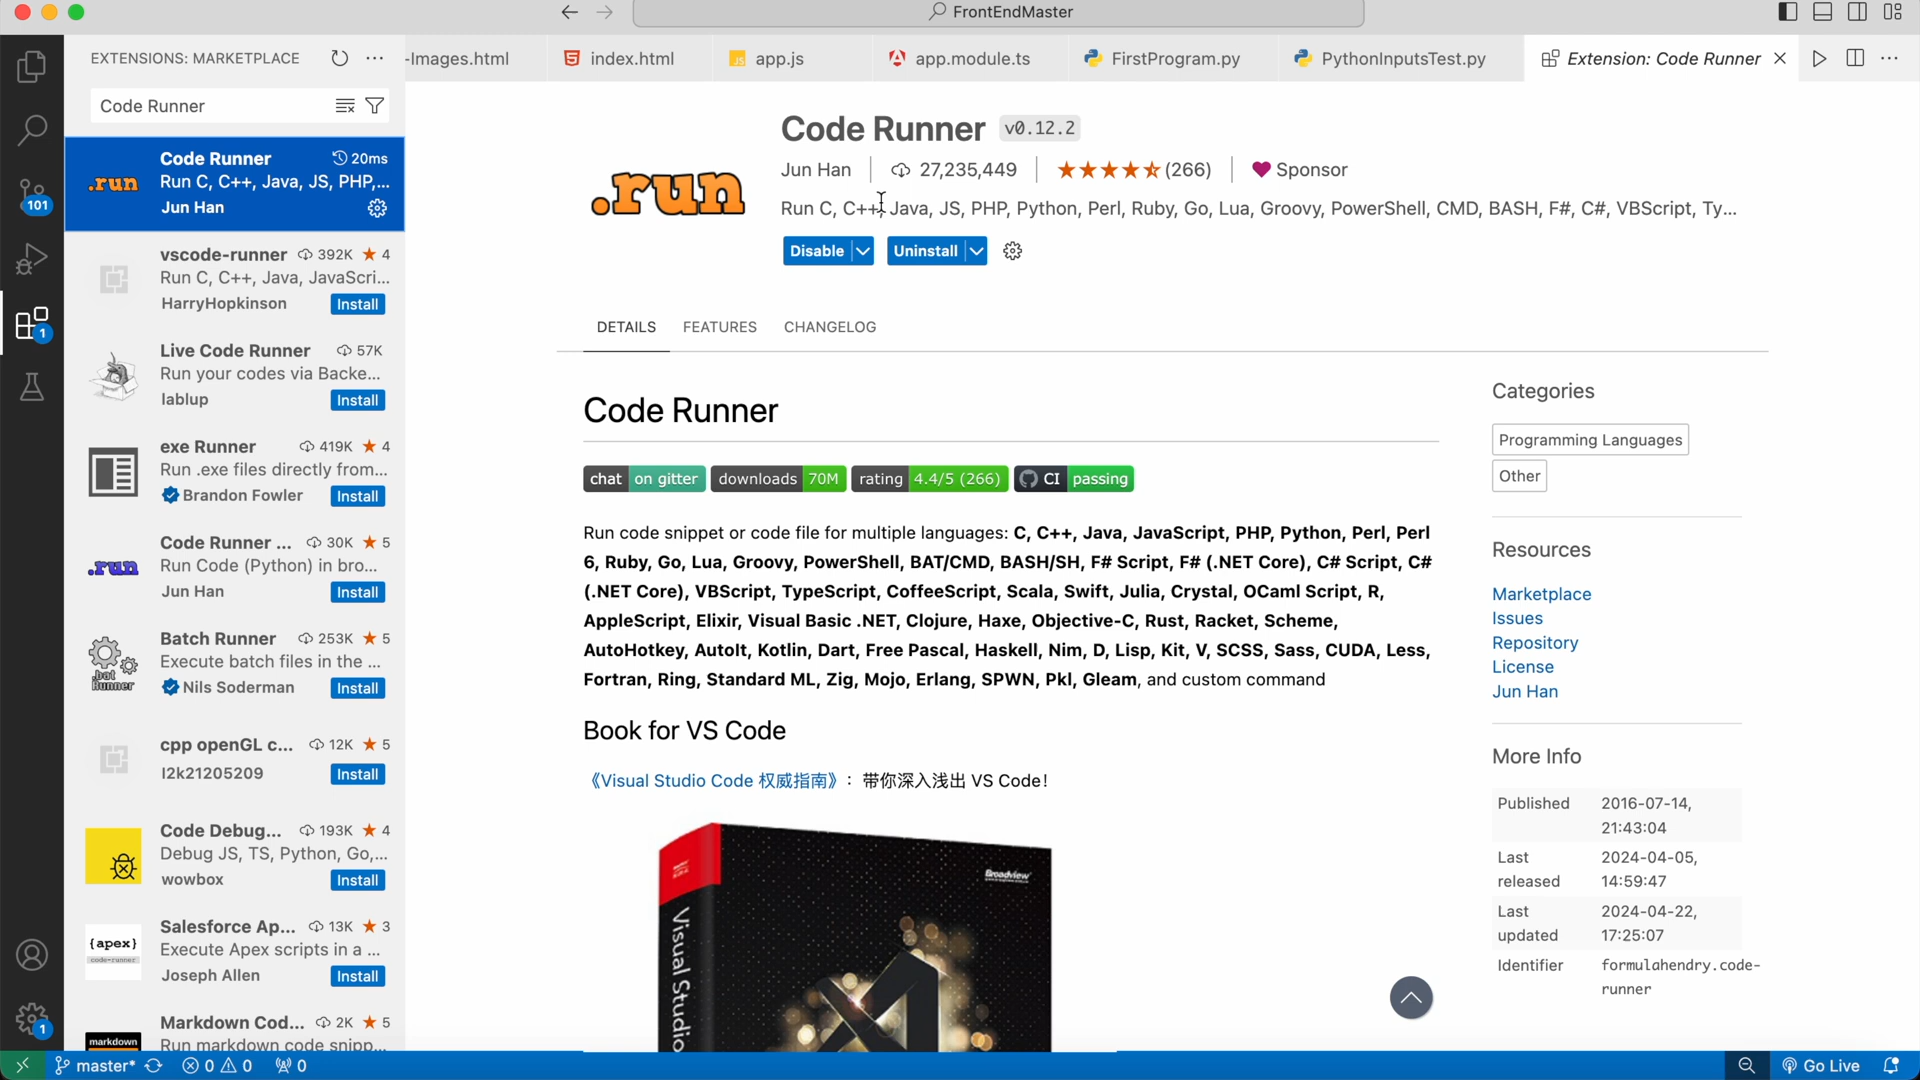 FrontEndMaster
EXTENSIONS: MARKETPLACE
-Images.html
index.html
JS app.js
app.module.ts
FirstProgram.py
PythonInputsTest.py
Extension: Code Runner
Code Runner
.run
Code Runner 20ms
Run C, C++, Java, JS, PHP,...
Jun Han
vscode-runner 392K ★ 4
Run C, C++, Java, JavaScri...
HarryHopkinson Install
Live Code Runner 57K
Run your codes via Backe...
lablup Install
exe Runner 419K ★ 4
Run .exe files directly from...
Brandon Fowler Install
.run
Code Runner ... 30K ★ 5
Run Code (Python) in bro...
Jun Han Install
.bat Runner
Batch Runner 253K ★ 5
Execute batch files in the ...
Nils Soderman Install
cpp openGL c... 12K ★ 5
l2k21205209 Install
Code Debug... 193K ★ 4
Debug JS, TS, Python, Go,...
wowbox Install
{apex}
code-runner
Salesforce Ap... 13K ★ 3
Execute Apex scripts in a ...
Joseph Allen Install
markdown
Markdown Cod... 2K ★ 5
Run markdown code snipp...
101
1
1
.run
Code Runner v0.12.2
Jun Han 27,235,449 (266) Sponsor
Run C, C++, Java, JS, PHP, Python, Perl, Ruby, Go, Lua, Groovy, PowerShell, CMD, BASH, F#, C#, VBScript, Ty...
Disable Uninstall
DETAILS FEATURES CHANGELOG
Code Runner
chat on gitter downloads 70M rating 4.4/5 (266) CI passing
Run code snippet or code file for multiple languages: C, C++, Java, JavaScript, PHP, Python, Perl, Perl
6, Ruby, Go, Lua, Groovy, PowerShell, BAT/CMD, BASH/SH, F# Script, F# (.NET Core), C# Script, C#
(.NET Core), VBScript, TypeScript, CoffeeScript, Scala, Swift, Julia, Crystal, OCaml Script, R,
AppleScript, Elixir, Visual Basic .NET, Clojure, Haxe, Objective-C, Rust, Racket, Scheme,
AutoHotkey, AutoIt, Kotlin, Dart, Free Pascal, Haskell, Nim, D, Lisp, Kit, V, SCSS, Sass, CUDA, Less,
Fortran, Ring, Standard ML, Zig, Mojo, Erlang, SPWN, Pkl, Gleam, and custom command
Book for VS Code
《Visual Studio Code 权威指南》：带你深入浅出 VS Code！
Broadview
Visual Studio
Categories
Programming Languages
Other
Resources
Marketplace
Issues
Repository
License
Jun Han
More Info
Published 2016-07-14,
21:43:04
Last 2024-04-05,
released 14:59:47
Last 2024-04-22,
updated 17:25:07
Identifier formulahendry.code-
runner
master* 0 0 0 Go Live